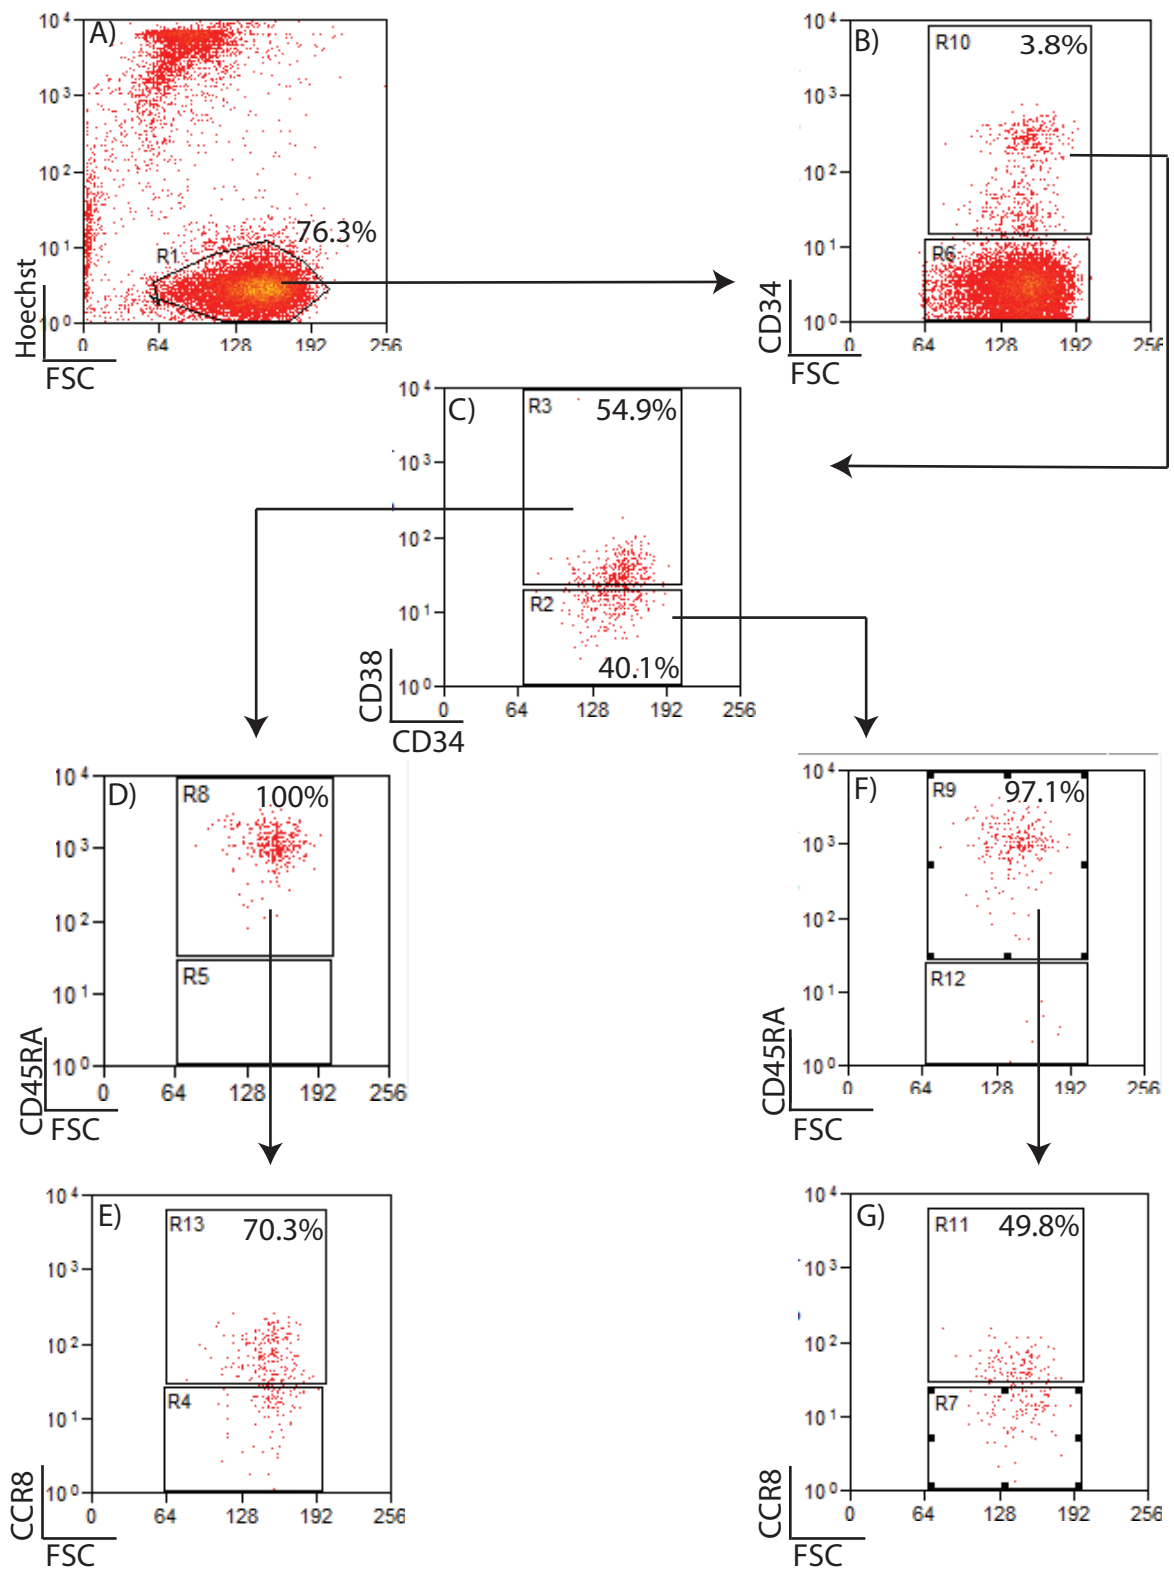 A)
10⁴
10³
10²
10¹
10⁰
R1
76.3%
0 64 128 192 256
Hoechst
FSC
B)
10⁴
10³
10²
10¹
10⁰
R10 3.8%
R6
0 64 128 192 256
CD34
FSC
C)
10⁴
10³
10²
10¹
10⁰
R3 54.9%
R2
40.1%
0 64 128 192 256
CD38
CD34
D)
10⁴
10³
10²
10¹
10⁰
R8 100%
R5
0 64 128 192 256
CD45RA
FSC
F)
10⁴
10³
10²
10¹
10⁰
R9 97.1%
R12
0 64 128 192 256
CD45RA
FSC
E)
10⁴
10³
10²
10¹
10⁰
R13 70.3%
R4
0 64 128 192 256
CCR8
FSC
G)
10⁴
10³
10²
10¹
10⁰
R11 49.8%
R7
0 64 128 192 256
CCR8
FSC